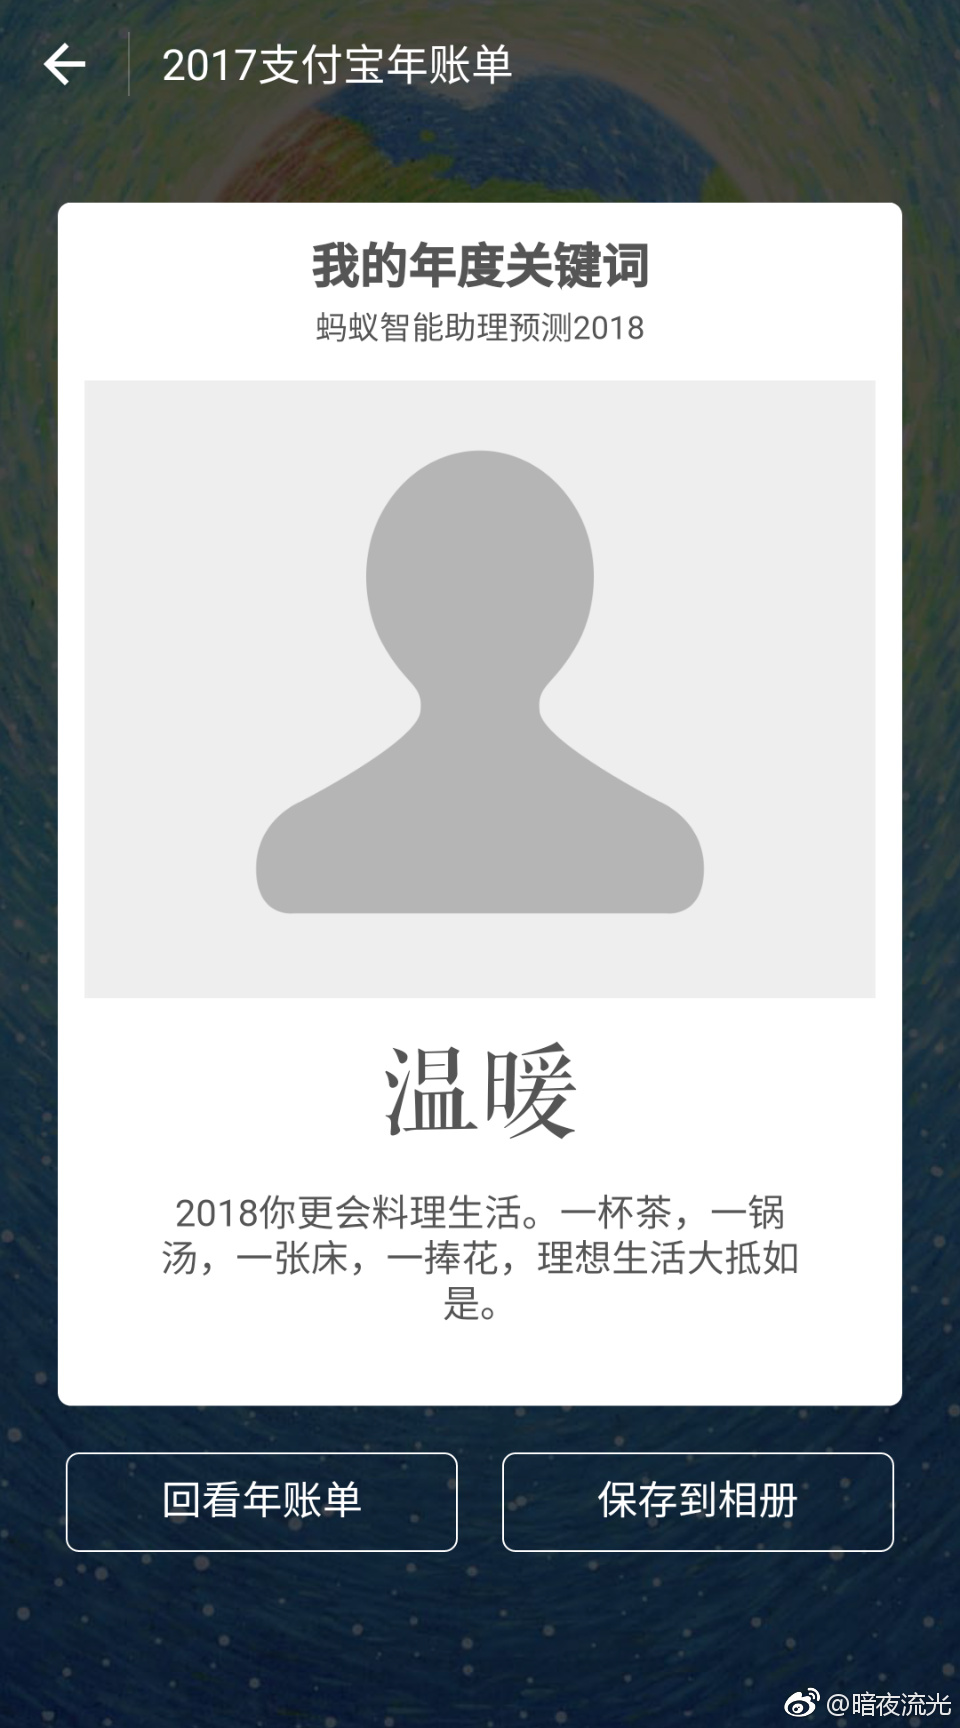 2017支付宝年账单
我的年度关键词
蚂蚁智能助理预测2018
温暖
2018你更会料理生活。一杯茶，一锅
汤，一张床，一捧花，理想生活大抵如
是。
回看年账单
保存到相册
@暗夜流光